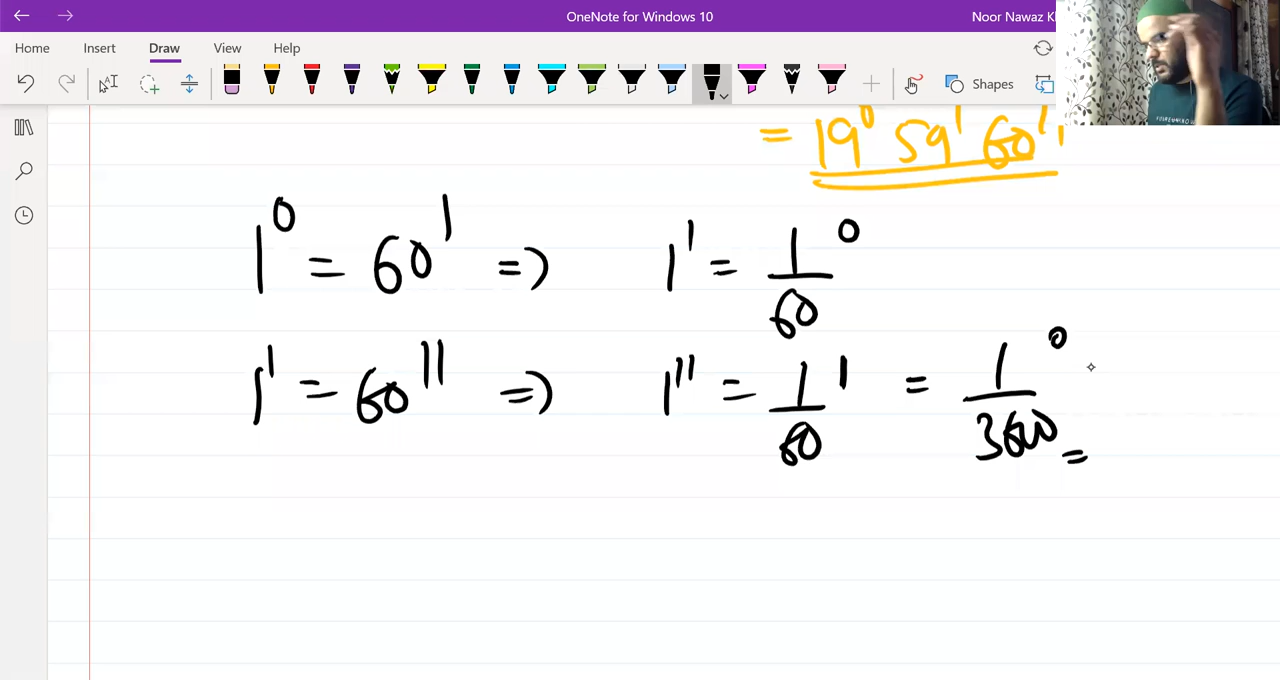 OneNote for Windows 10
Noor Nawaz
Home Insert Draw View Help
Shapes
= 19° 59' 60''
1° = 60' => 1' = 1/60 °
1' = 60'' => 1'' = 1/60 ' = 1/3600 ° =